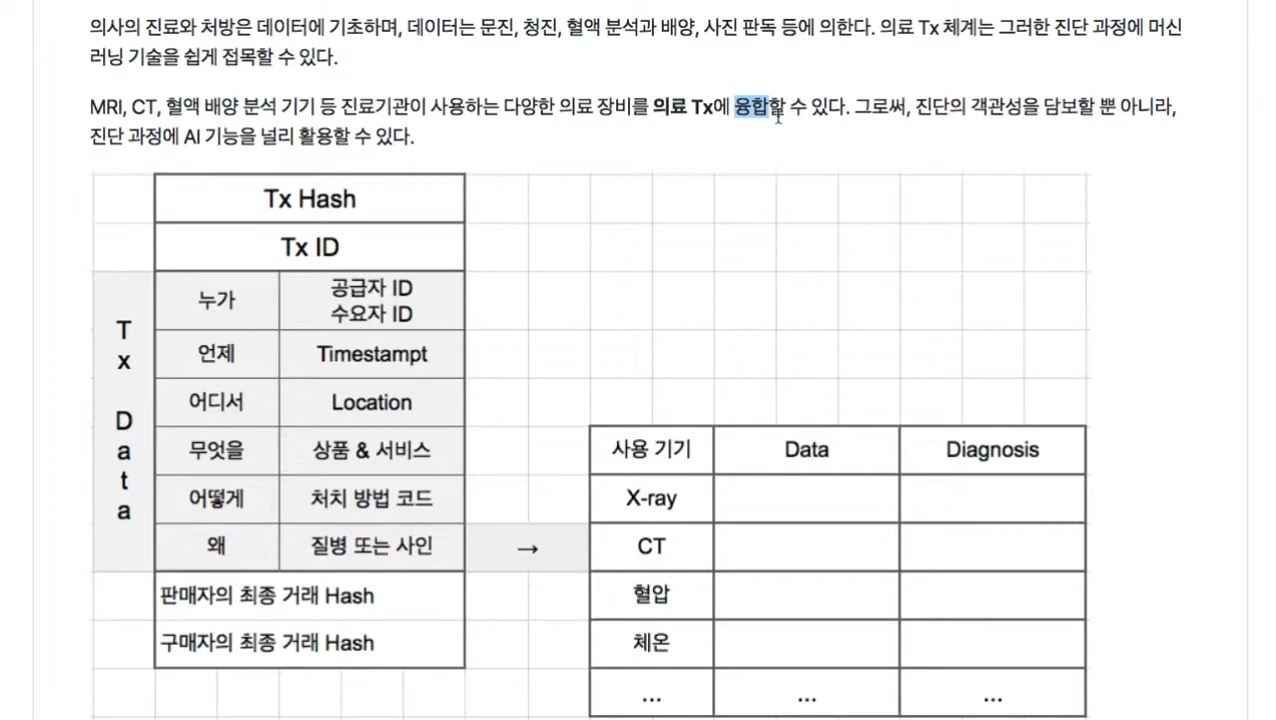 의사의 진료와 처방은 데이터에 기초하며, 데이터는 문진, 청진, 혈액 분석과 배양, 사진 판독 등에 의한다. 의료 Tx 체계는 그러한 진단 과정에 머신
러닝 기술을 쉽게 접목할 수 있다.
MRI, CT, 혈액 배양 분석 기기 등 진료기관이 사용하는 다양한 의료 장비를 의료 Tx에 융합할 수 있다. 그로써, 진단의 객관성을 담보할 뿐 아니라,
진단 과정에 AI 기능을 널리 활용할 수 있다.
Tx Hash
Tx ID
Tx Data
누가 공급자 ID
수요자 ID
언제 Timestampt
어디서 Location
무엇을 상품 & 서비스
어떻게 처치 방법 코드
왜 질병 또는 사인 →
판매자의 최종 거래 Hash
구매자의 최종 거래 Hash
사용 기기 Data Diagnosis
X-ray
CT
혈압
체온
... ... ...